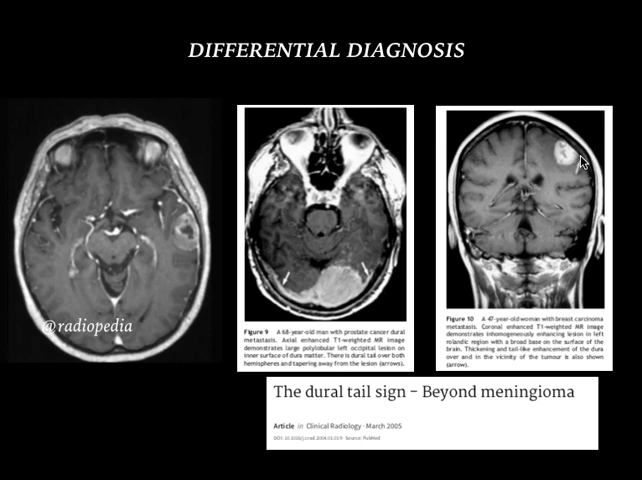 DIFFERENTIAL DIAGNOSIS
@radiopedia
Figure 9 A 68-year-old man with prostate cancer dural
metastasis. Axial enhanced T1-weighted MR image
demonstrates large polylobular left occipital lesion on
inner surface of dura matter. There is dural tail over both
hemispheres and tapering away from the lesion (arrows).
Figure 10 A 47-year-old woman with breast carcinoma
metastasis. Coronal enhanced T1-weighted MR image
demonstrates inhomogeneously enhancing lesion in left
rolandic region with a broad base on the surface of the
brain. Thickening and tail-like enhancement of the dura
over and in the vicinity of the tumour is also shown
(arrow).
The dural tail sign – Beyond meningioma
Article in Clinical Radiology · March 2005
· Source: PubMed